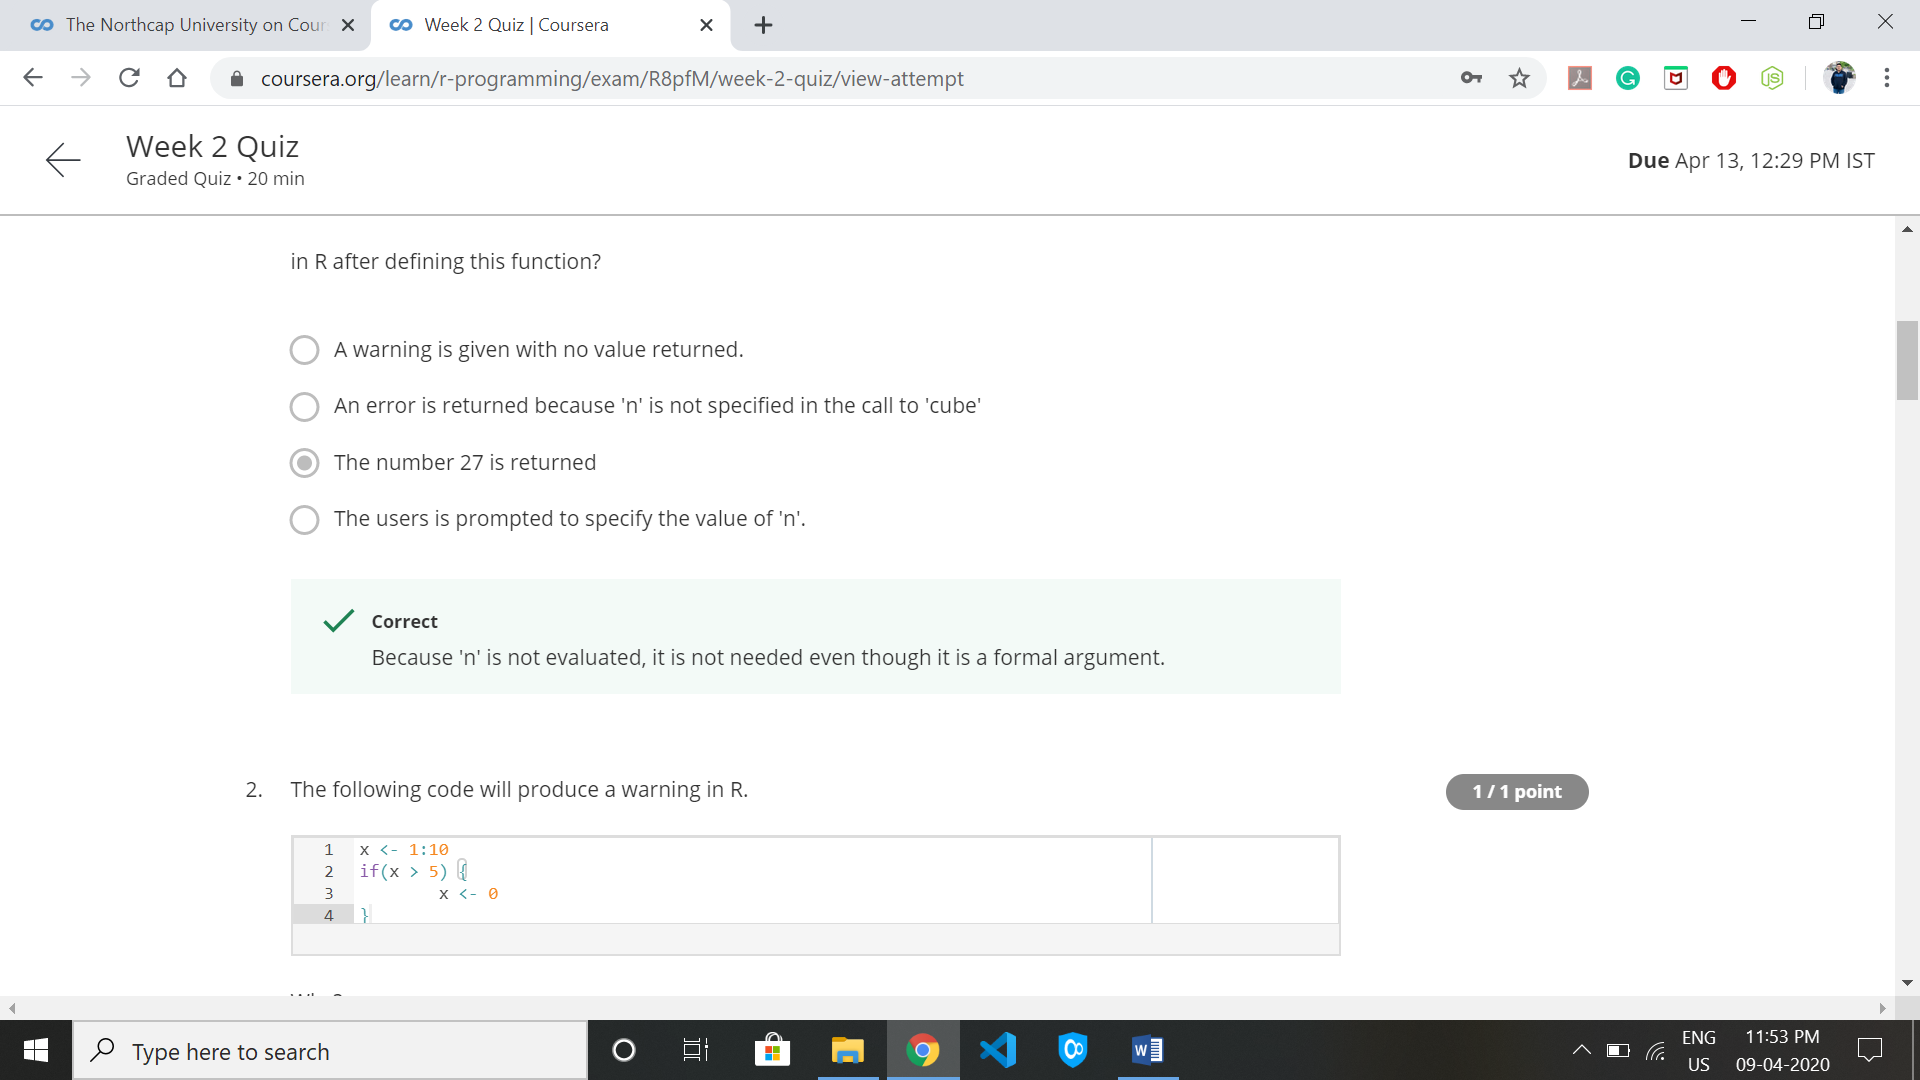 The Northcap University on Cour
Week 2 Quiz | Coursera
coursera.org/learn/r-programming/exam/R8pfM/week-2-quiz/view-attempt
Week 2 Quiz
Graded Quiz • 20 min
Due Apr 13, 12:29 PM IST
in R after defining this function?
A warning is given with no value returned.
An error is returned because 'n' is not specified in the call to 'cube'
The number 27 is returned
The users is prompted to specify the value of 'n'.
Correct
Because 'n' is not evaluated, it is not needed even though it is a formal argument.
2. The following code will produce a warning in R.
1 / 1 point
1 x <- 1:10
2 if(x > 5) {
3 x <- 0
4 }
Type here to search
ENG
US
11:53 PM
09-04-2020